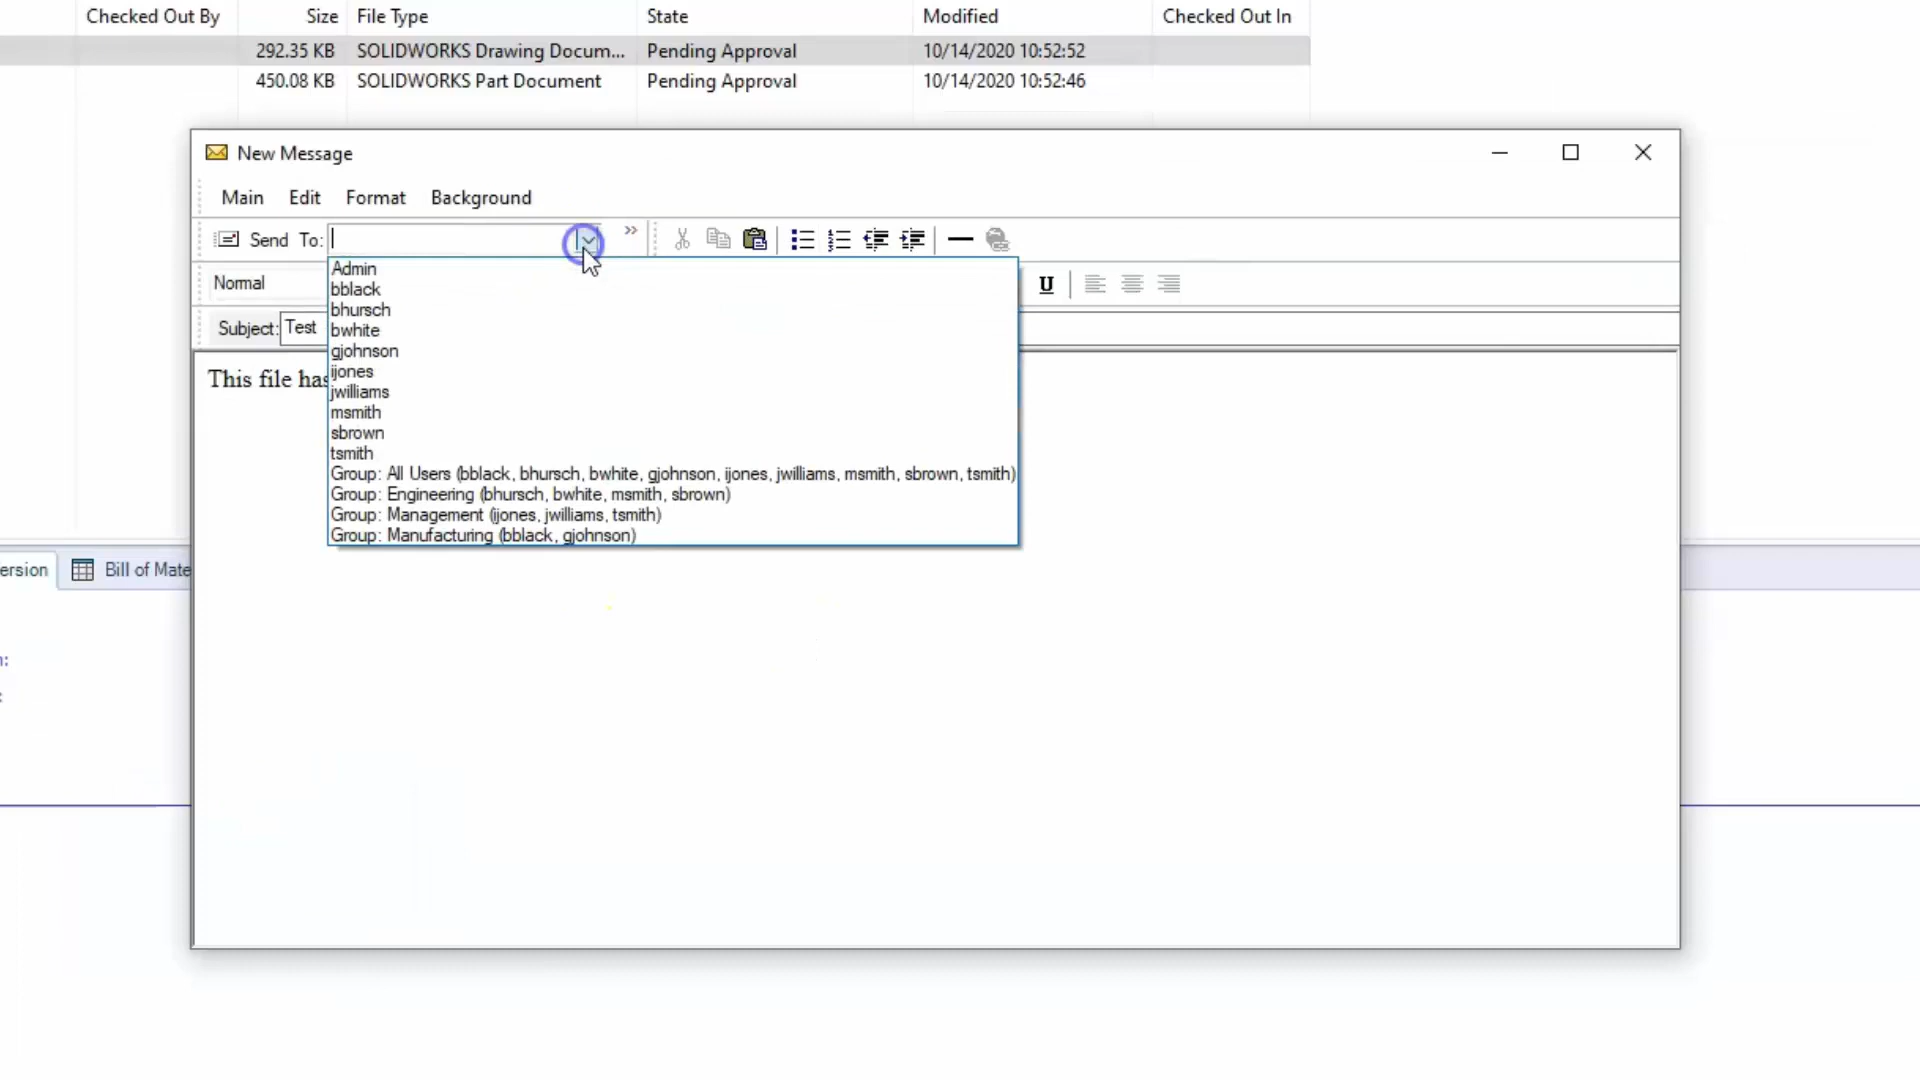 Checked Out By Size File Type State Modified Checked Out In
292.35 KB SOLIDWORKS Drawing Docum... Pending Approval 10/14/2020 10:52:52
450.08 KB SOLIDWORKS Part Document Pending Approval 10/14/2020 10:52:46
New Message
Main Edit Format Background
Send To: »
Normal U
Subject: Test
This file has
Admin
bblack
bhursch
bwhite
gjohnson
ijones
jwilliams
msmith
sbrown
tsmith
Group: All Users (bblack, bhursch, bwhite, gjohnson, ijones, jwilliams, msmith, sbrown, tsmith)
Group: Engineering (bhursch, bwhite, msmith, sbrown)
Group: Management (ijones, jwilliams, tsmith)
Group: Manufacturing (bblack, gjohnson)
ersion Bill of Mate